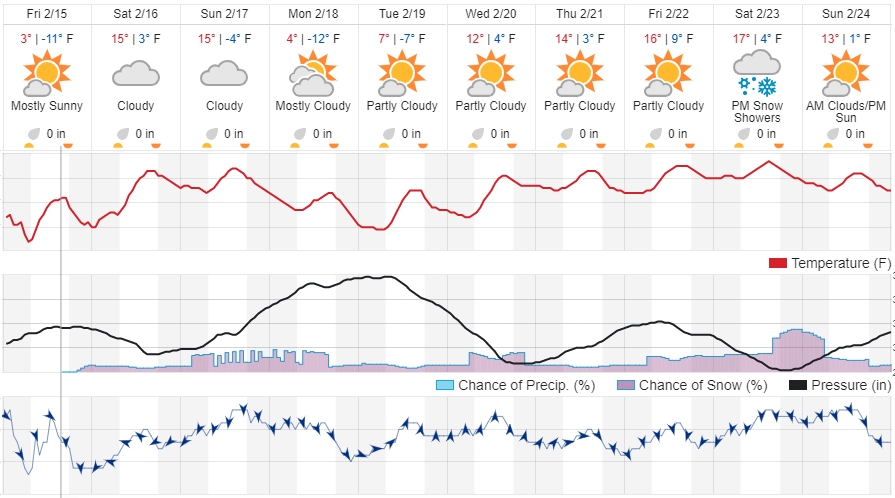 Fri 2/15 Sat 2/16 Sun 2/17 Mon 2/18 Tue 2/19 Wed 2/20 Thu 2/21 Fri 2/22 Sat 2/23 Sun 2/24
3° | -11° F 15° | 3° F 15° | -4° F 4° | -12° F 7° | -7° F 12° | 4° F 14° | 3° F 16° | 9° F 17° | 4° F 13° | 1° F
Mostly Sunny Cloudy Cloudy Mostly Cloudy Partly Cloudy Partly Cloudy Partly Cloudy Partly Cloudy PM Snow Showers AM Clouds/PM Sun
0 in 0 in 0 in 0 in 0 in 0 in 0 in 0 in 0 in 0 in
Temperature (F)
Chance of Precip. (%) Chance of Snow (%) Pressure (in)